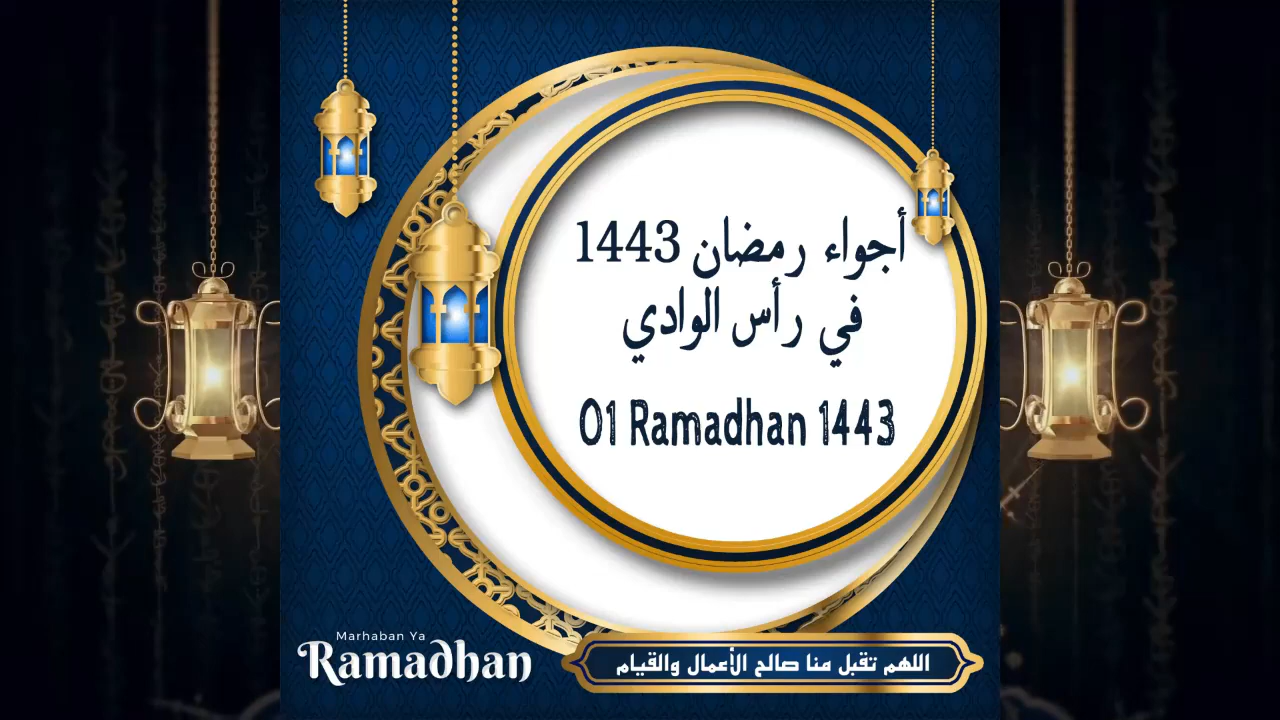 أجواء رمضان 1443
في رأس الوادي
01 Ramadhan 1443
Marhaban Ya
Ramadhan
اللهم تقبل منا صالح الأعمال والقيام